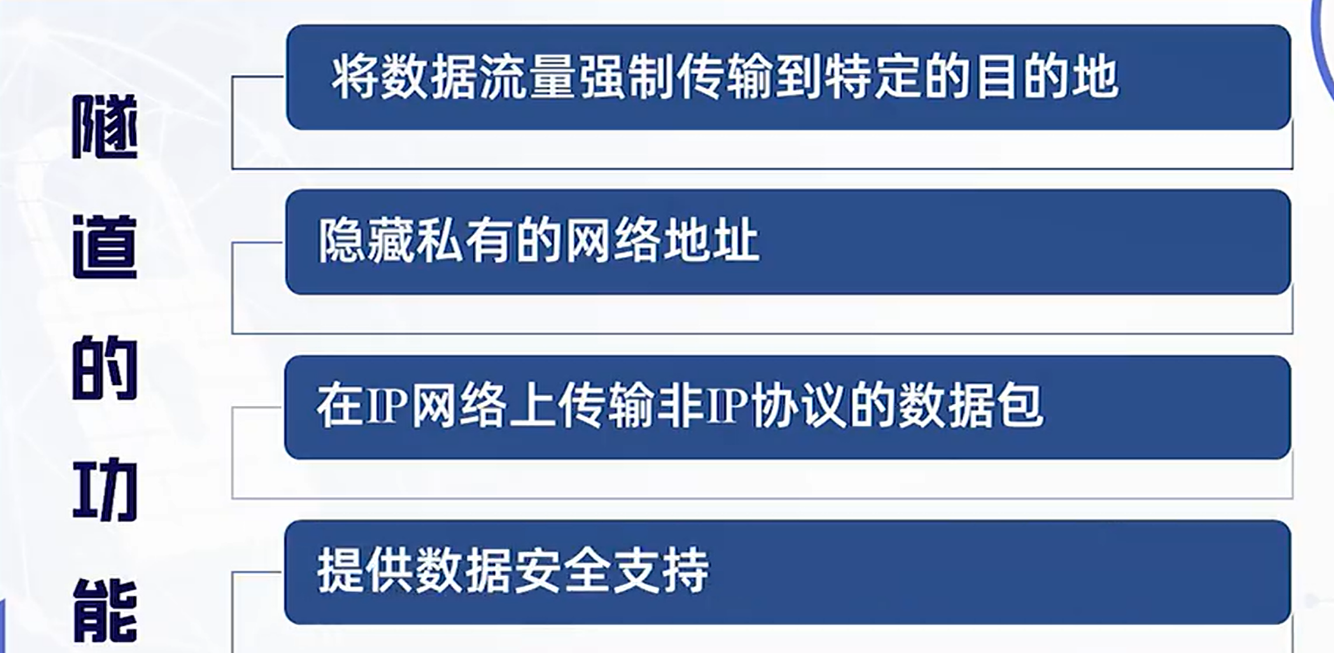 隧道的功能
将数据流量强制传输到特定的目的地
隐藏私有的网络地址
在IP网络上传输非IP协议的数据包
提供数据安全支持